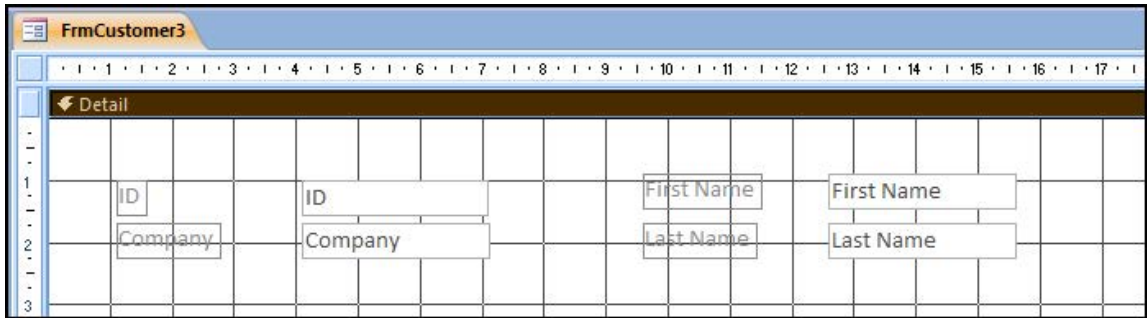 FrmCustomer3
1 2 3 4 5 6 7 8 9 10 11 12 13 14 15 16 17
Detail
1
ID ID First Name First Name
Company Company Last Name Last Name
2
3